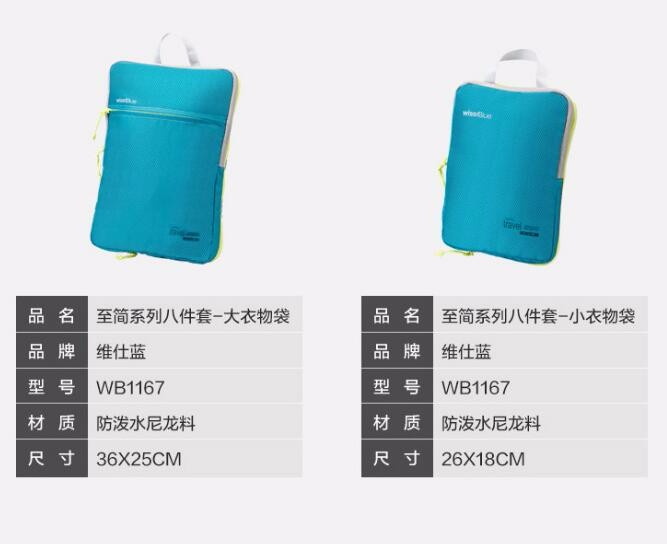 wiseBlue
travel
wiseBlue
travel
品 名 至简系列八件套-大衣物袋
品 牌 维仕蓝
型 号 WB1167
材 质 防泼水尼龙料
尺 寸 36X25CM
品 名 至简系列八件套-小衣物袋
品 牌 维仕蓝
型 号 WB1167
材 质 防泼水尼龙料
尺 寸 26X18CM